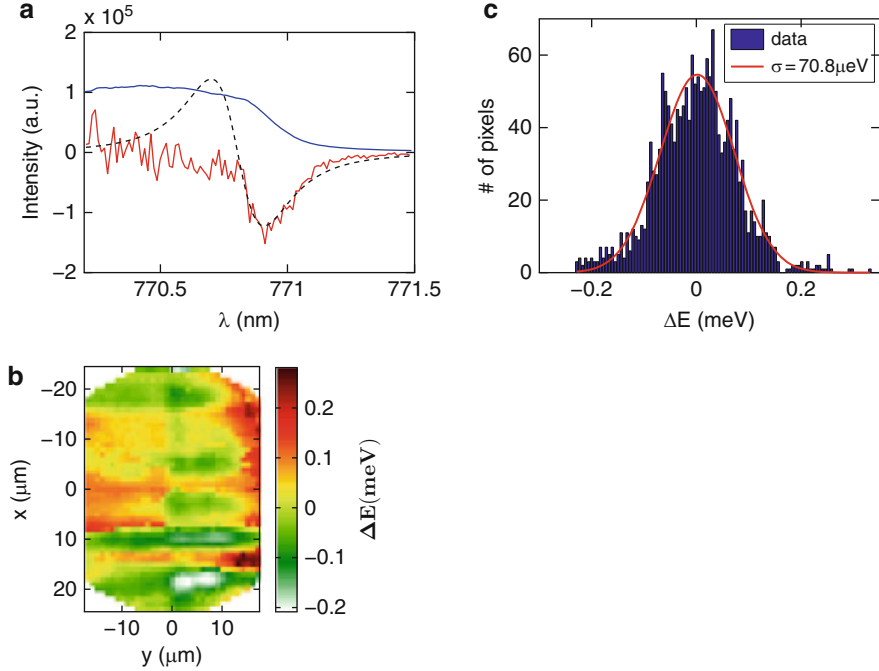 a
× 10⁵
2
1
0
−1
−2
Intensity (a.u.)
770.5
771
771.5
λ (nm)
c
60
40
20
0
# of pixels
data
σ = 70.8μeV
−0.2
0
0.2
ΔE (meV)
b
−20
−10
0
10
20
x (μm)
−10
0
10
y (μm)
0.2
0.1
0
−0.1
−0.2
ΔE(meV)